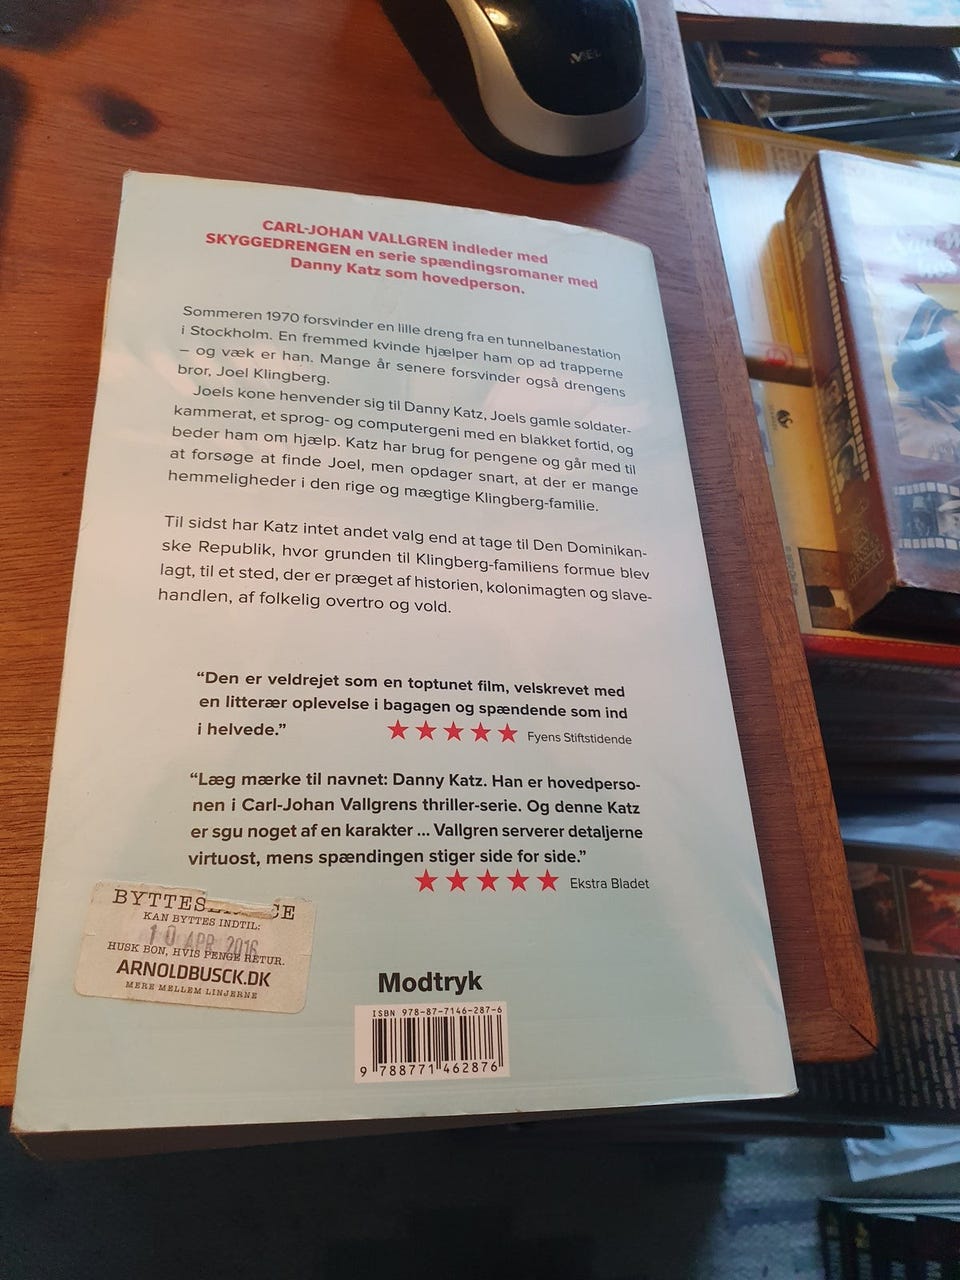 CARL-JOHAN VALLGREN indleder med
SKYGGEDRENGEN en serie spændingsromaner med
Danny Katz som hovedperson.
Sommeren 1970 forsvinder en lille dreng fra en tunnelbanestation
i Stockholm. En fremmed kvinde hjælper ham op ad trapperne
– og væk er han. Mange år senere forsvinder også drengens
bror, Joel Klingberg.
Joels kone henvender sig til Danny Katz, Joels gamle soldater-
kammerat, et sprog- og computergeni med en blakket fortid, og
beder ham om hjælp. Katz har brug for pengene og går med til
at forsøge at finde Joel, men opdager snart, at der er mange
hemmeligheder i den rige og mægtige Klingberg-familie.
Til sidst har Katz intet andet valg end at tage til Den Dominikan-
ske Republik, hvor grunden til Klingberg-familiens formue blev
lagt, til et sted, der er præget af historien, kolonimagten og slave-
handlen, af folkelig overtro og vold.
“Den er veldrejet som en toptunet film, velskrevet med
en litterær oplevelse i bagagen og spændende som ind
i helvede.” ★★★★★ Fyens Stiftstidende
“Læg mærke til navnet: Danny Katz. Han er hovedperso-
nen i Carl-Johan Vallgrens thriller-serie. Og denne Katz
er sgu noget af en karakter ... Vallgren serverer detaljerne
virtuost, mens spændingen stiger side for side.”
★★★★★ Ekstra Bladet
KAN BYTTES INDTIL:
10 APR 2016
HUSK BON, HVIS PENGE RETUR.
ARNOLDBUSCK.DK
MERE MELLEM LINJERNE
Modtryk
ISBN 978-87-7146-287-6
9 788771 462876